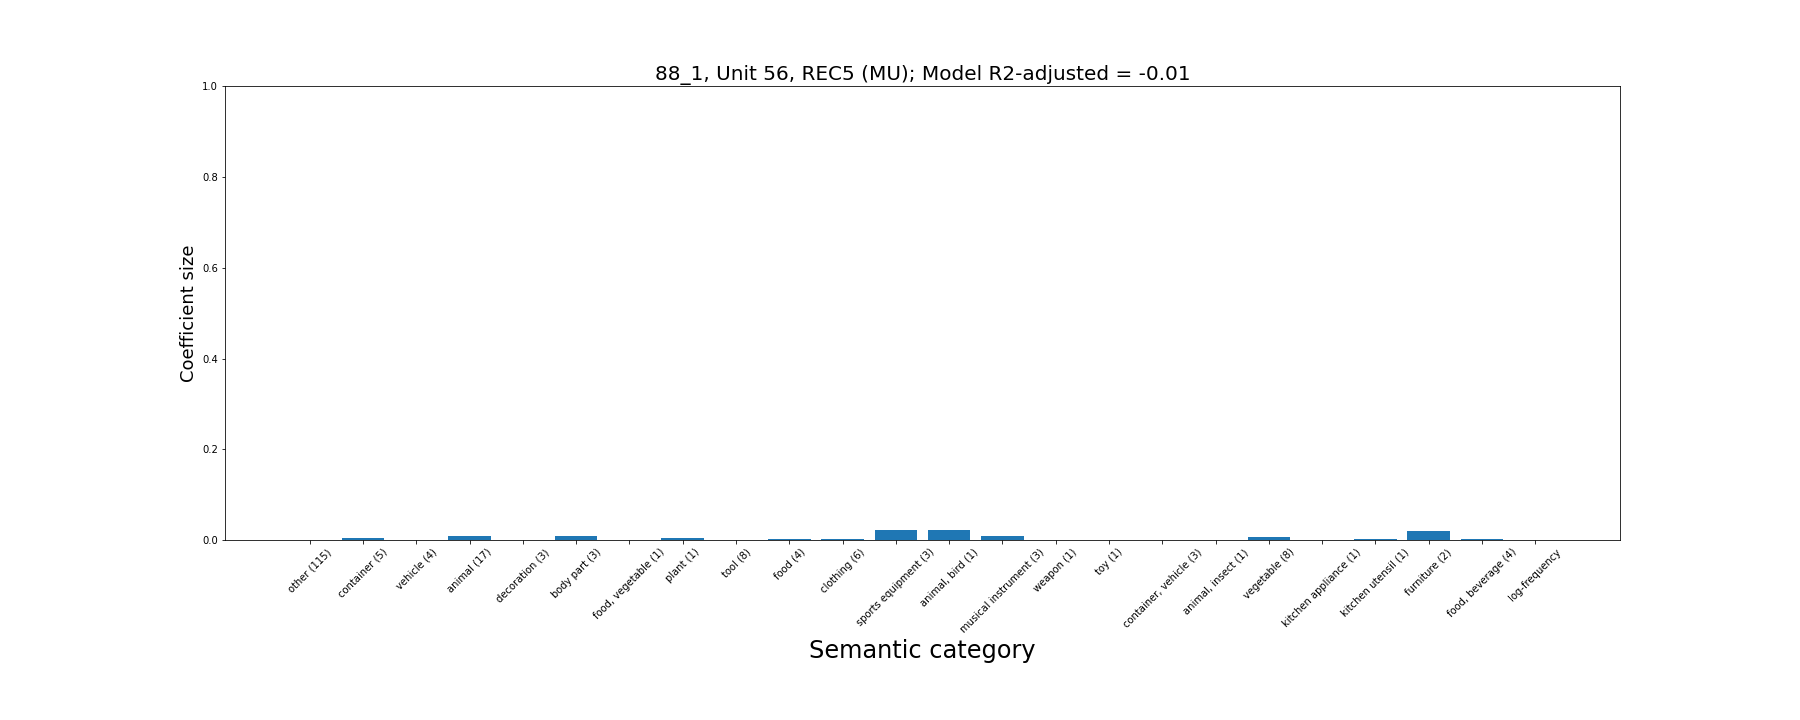 88_1, Unit 56, REC5 (MU); Model R2-adjusted = -0.01
Coefficient size
1.0
0.8
0.6
0.4
0.2
0.0
other (115)
container (5)
vehicle (4)
animal (17)
decoration (3)
body part (3)
food, vegetable (1)
plant (1)
tool (8)
food (4)
clothing (6)
sports equipment (3)
animal, bird (1)
musical instrument (3)
weapon (1)
toy (1)
container, vehicle (3)
animal, insect (1)
vegetable (8)
kitchen appliance (1)
kitchen utensil (1)
furniture (2)
food, beverage (4)
log-frequency
Semantic category